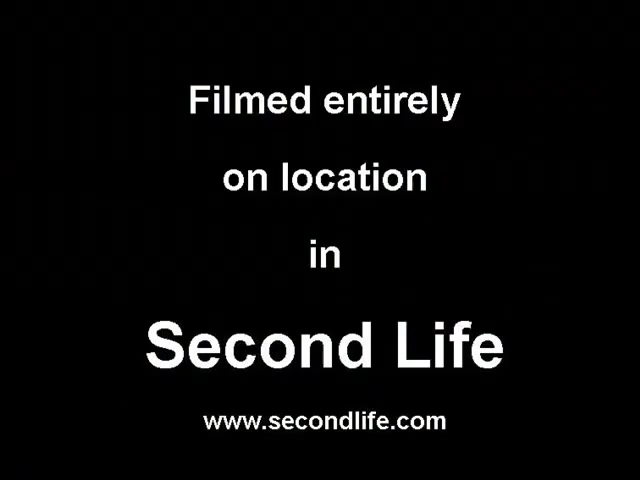 Filmed entirely
on location
in
Second Life
www.secondlife.com